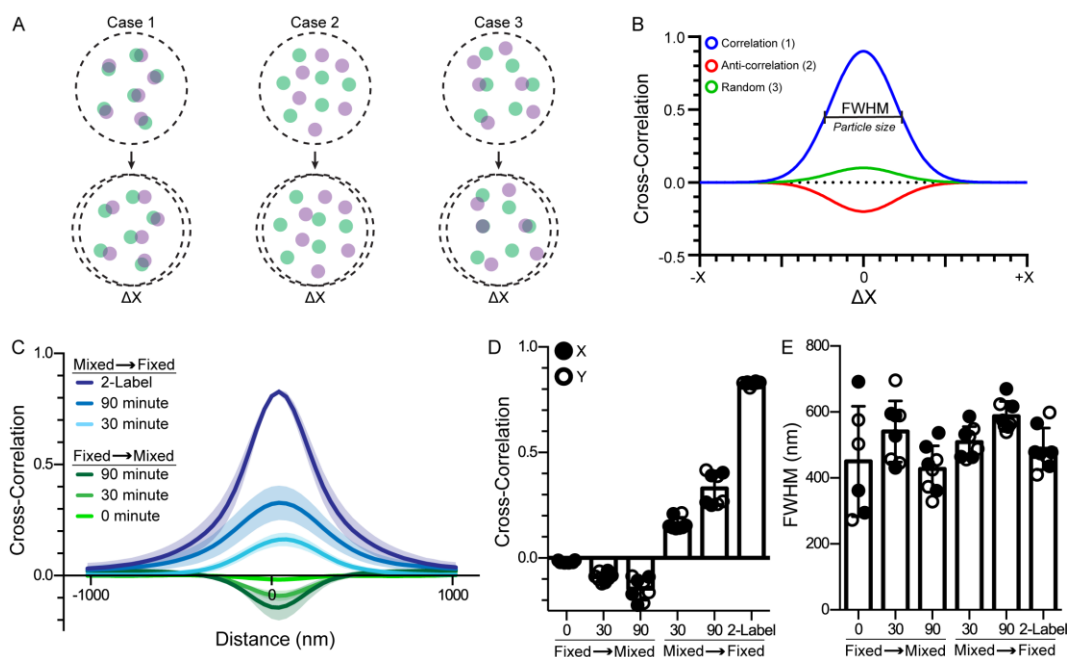 A
Case 1
Case 2
Case 3
ΔX
ΔX
ΔX
B
Correlation (1)
Anti-correlation (2)
Random (3)
FWHM
Particle size
Cross-Correlation
1.0
0.5
0.0
-0.5
-X
0
+X
ΔX
C
Mixed→Fixed
2-Label
90 minute
30 minute
Fixed→Mixed
90 minute
30 minute
0 minute
Cross-Correlation
1.0
0.5
0.0
-1000
0
1000
Distance (nm)
D
X
Y
Cross-Correlation
1.0
0.5
0.0
0 30 90 30 90 2-Label
Fixed→Mixed Mixed→Fixed
E
FWHM (nm)
800
600
400
200
0
0 30 90 30 90 2-Label
Fixed→Mixed Mixed→Fixed